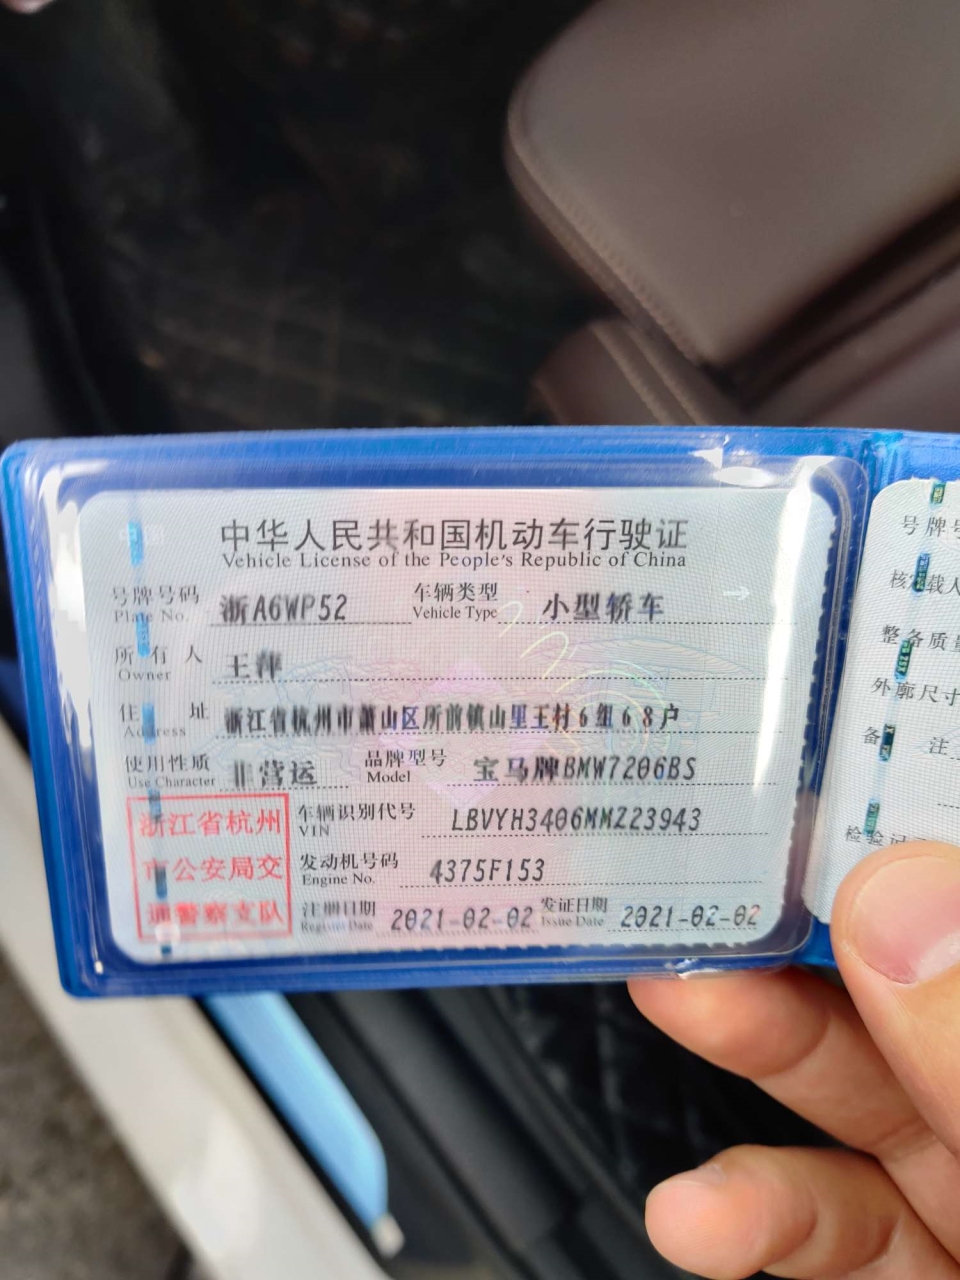 中华人民共和国机动车行驶证
Vehicle License of the People's Republic of China
号牌号码 浙A6WP52 车辆类型 小型轿车
Plate No. Vehicle Type
所有人 王萍
Owner
住址 浙江省杭州市萧山区所前镇山里王村6组68户
Address
使用性质 非营运 品牌型号 宝马牌BMW7206BS
Use Character Model
浙江省杭州
市公安局交
通警察支队
车辆识别代号 LBVYH3406MMZ23943
VIN
发动机号码 4375F153
Engine No.
注册日期 2021-02-02 发证日期 2021-02-02
Register Date Issue Date
号牌号
核定载人
整备质量
外廓尺寸
备注
检验记